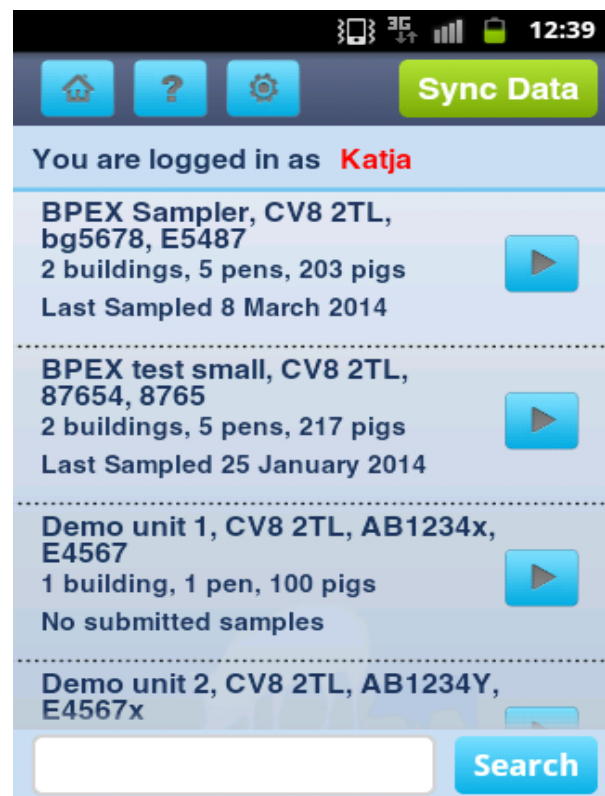 3G 12:39
? Sync Data
You are logged in as Katja
BPEX Sampler, CV8 2TL,
bg5678, E5487
2 buildings, 5 pens, 203 pigs
Last Sampled 8 March 2014
BPEX test small, CV8 2TL,
87654, 8765
2 buildings, 5 pens, 217 pigs
Last Sampled 25 January 2014
Demo unit 1, CV8 2TL, AB1234x,
E4567
1 building, 1 pen, 100 pigs
No submitted samples
Demo unit 2, CV8 2TL, AB1234Y,
E4567x
Search